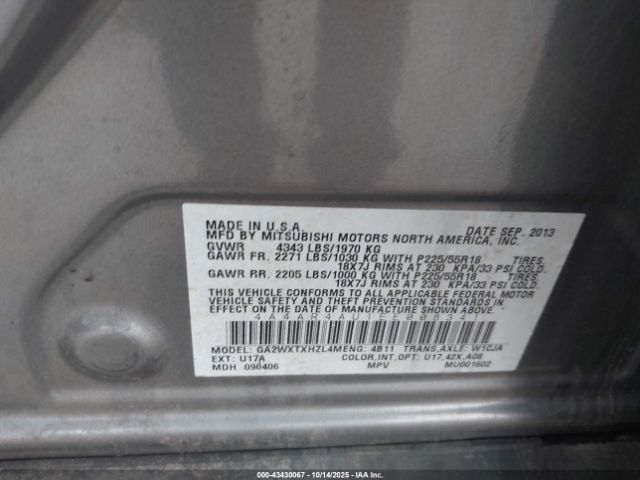 MADE IN U.S.A. DATE SEP. 2013
MFD BY MITSUBISHI MOTORS NORTH AMERICA, INC.
GVWR 4343 LBS/1970 KG
GAWR FR. 2271 LBS/1030 KG WITH P225/55R18 TIRES.
18X7J RIMS AT 230 KPA/33 PSI COLD.
GAWR RR. 2205 LBS/1000 KG WITH P225/55R18 TIRES.
18X7J RIMS AT 230 KPA/33 PSI COLD.
THIS VEHICLE CONFORMS TO ALL APPLICABLE FEDERAL MOTOR
VEHICLE SAFETY AND THEFT PREVENTION STANDARDS IN
EFFECT ON THE DATE OF MANUFACTURE SHOWN ABOVE.
MODEL: GA2WXTXHZL4M ENG: 4B11 TRANS,AXLE: W1CJA
EXT: U17A COLOR,INT,OPT: U17,42X,A08
MDH 090406 MPV MU001502
000-43430067 - 10/14/2025 - IAAINC.COM